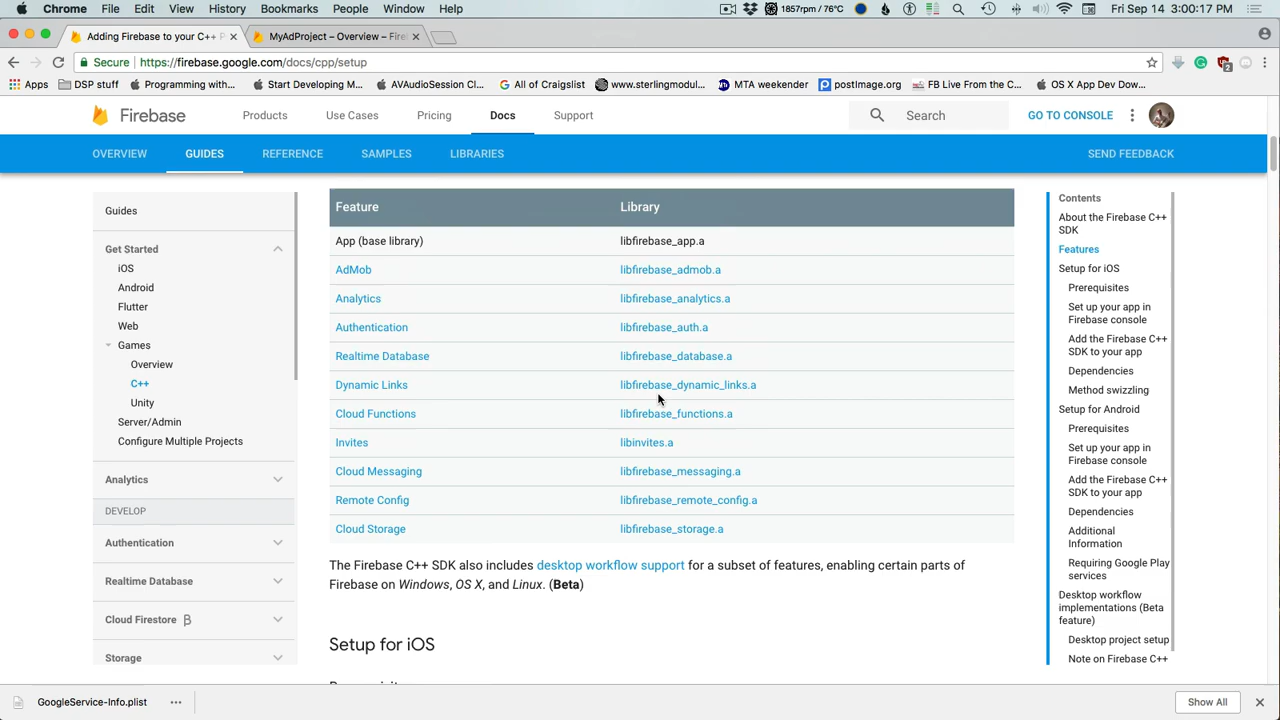 Chrome File Edit View History Bookmarks People Window Help 1857rpm / 76°C Fri Sep 14 3:00:17 PM
Adding Firebase to your C++ P MyAdProject – Overview – Fire
Secure https://firebase.google.com/docs/cpp/setup
Apps DSP stuff Programming with... Start Developing M... AVAudioSession Cl... All of Craigslist www.sterlingmodul... MTA weekender postImage.org FB Live From the C... OS X App Dev Dow...
Firebase Products Use Cases Pricing Docs Support Search GO TO CONSOLE
OVERVIEW GUIDES REFERENCE SAMPLES LIBRARIES SEND FEEDBACK
Guides
Get Started
iOS
Android
Flutter
Web
Games
Overview
C++
Unity
Server/Admin
Configure Multiple Projects
Analytics
DEVELOP
Authentication
Realtime Database
Cloud Firestore β
Storage
Feature Library
App (base library) libfirebase_app.a
AdMob libfirebase_admob.a
Analytics libfirebase_analytics.a
Authentication libfirebase_auth.a
Realtime Database libfirebase_database.a
Dynamic Links libfirebase_dynamic_links.a
Cloud Functions libfirebase_functions.a
Invites libinvites.a
Cloud Messaging libfirebase_messaging.a
Remote Config libfirebase_remote_config.a
Cloud Storage libfirebase_storage.a
The Firebase C++ SDK also includes desktop workflow support for a subset of features, enabling certain parts of
Firebase on Windows, OS X, and Linux. (Beta)
Setup for iOS
Contents
About the Firebase C++
SDK
Features
Setup for iOS
Prerequisites
Set up your app in
Firebase console
Add the Firebase C++
SDK to your app
Dependencies
Method swizzling
Setup for Android
Prerequisites
Set up your app in
Firebase console
Add the Firebase C++
SDK to your app
Dependencies
Additional
Information
Requiring Google Play
services
Desktop workflow
implementations (Beta
feature)
Desktop project setup
Note on Firebase C++
GoogleService-Info.plist Show All